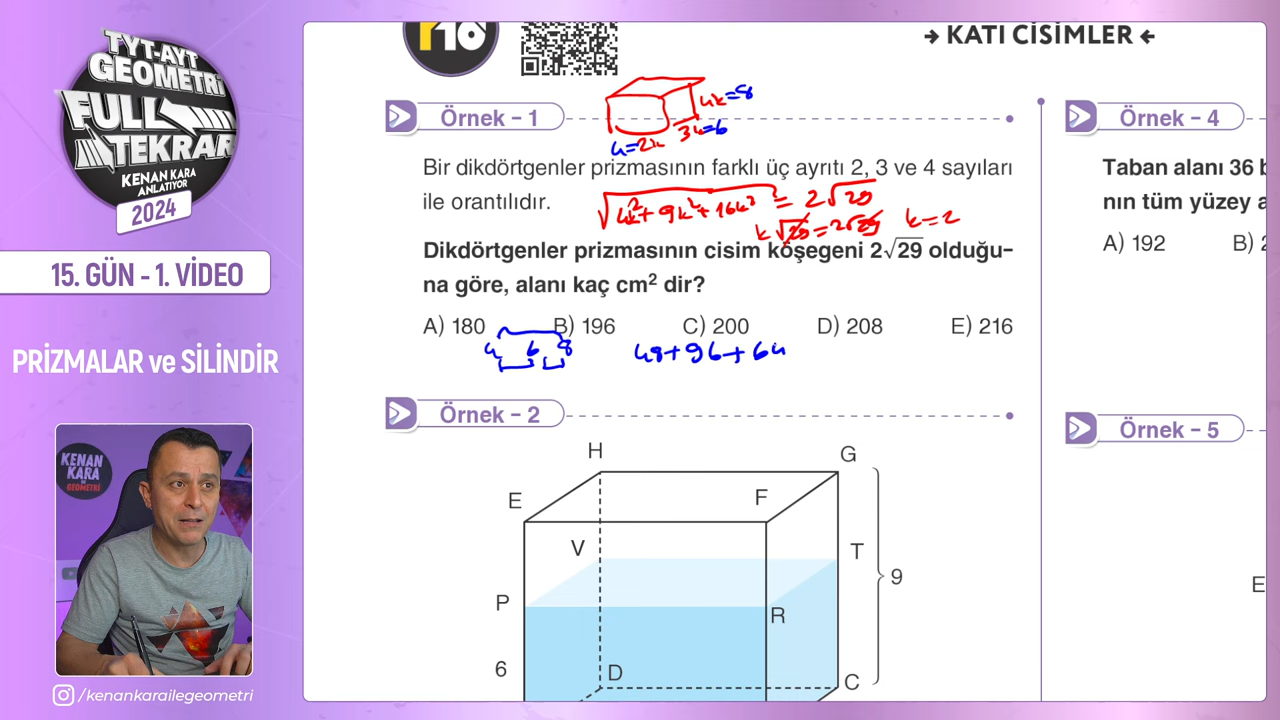 TYT-AYT
GEOMETRİ
FULL
TEKRAR
KENAN KARA
ANLATIYOR
2024
15. GÜN - 1. VİDEO
PRİZMALAR ve SİLİNDİR
KENAN
KARA
GEOMETRİ
/kenankarailegeometri
→ KATI CİSİMLER ←
Örnek - 1
4k=8
3k=6
4=2k
Bir dikdörtgenler prizmasının farklı üç ayrıtı 2, 3 ve 4 sayıları
ile orantılıdır.
√4k²+9k²+16k² = 2√29
k√29=2√29 k=2
Dikdörtgenler prizmasının cisim köşegeni 2√29 olduğu-
na göre, alanı kaç cm² dir?
A) 180 B) 196 C) 200 D) 208 E) 216
4 6 8 48+96+64
Örnek - 2
H
G
E
F
V
T
9
P
R
6
D
C
Örnek - 4
Taban alanı 36 b
nın tüm yüzey a
A) 192 B) 2
Örnek - 5
E